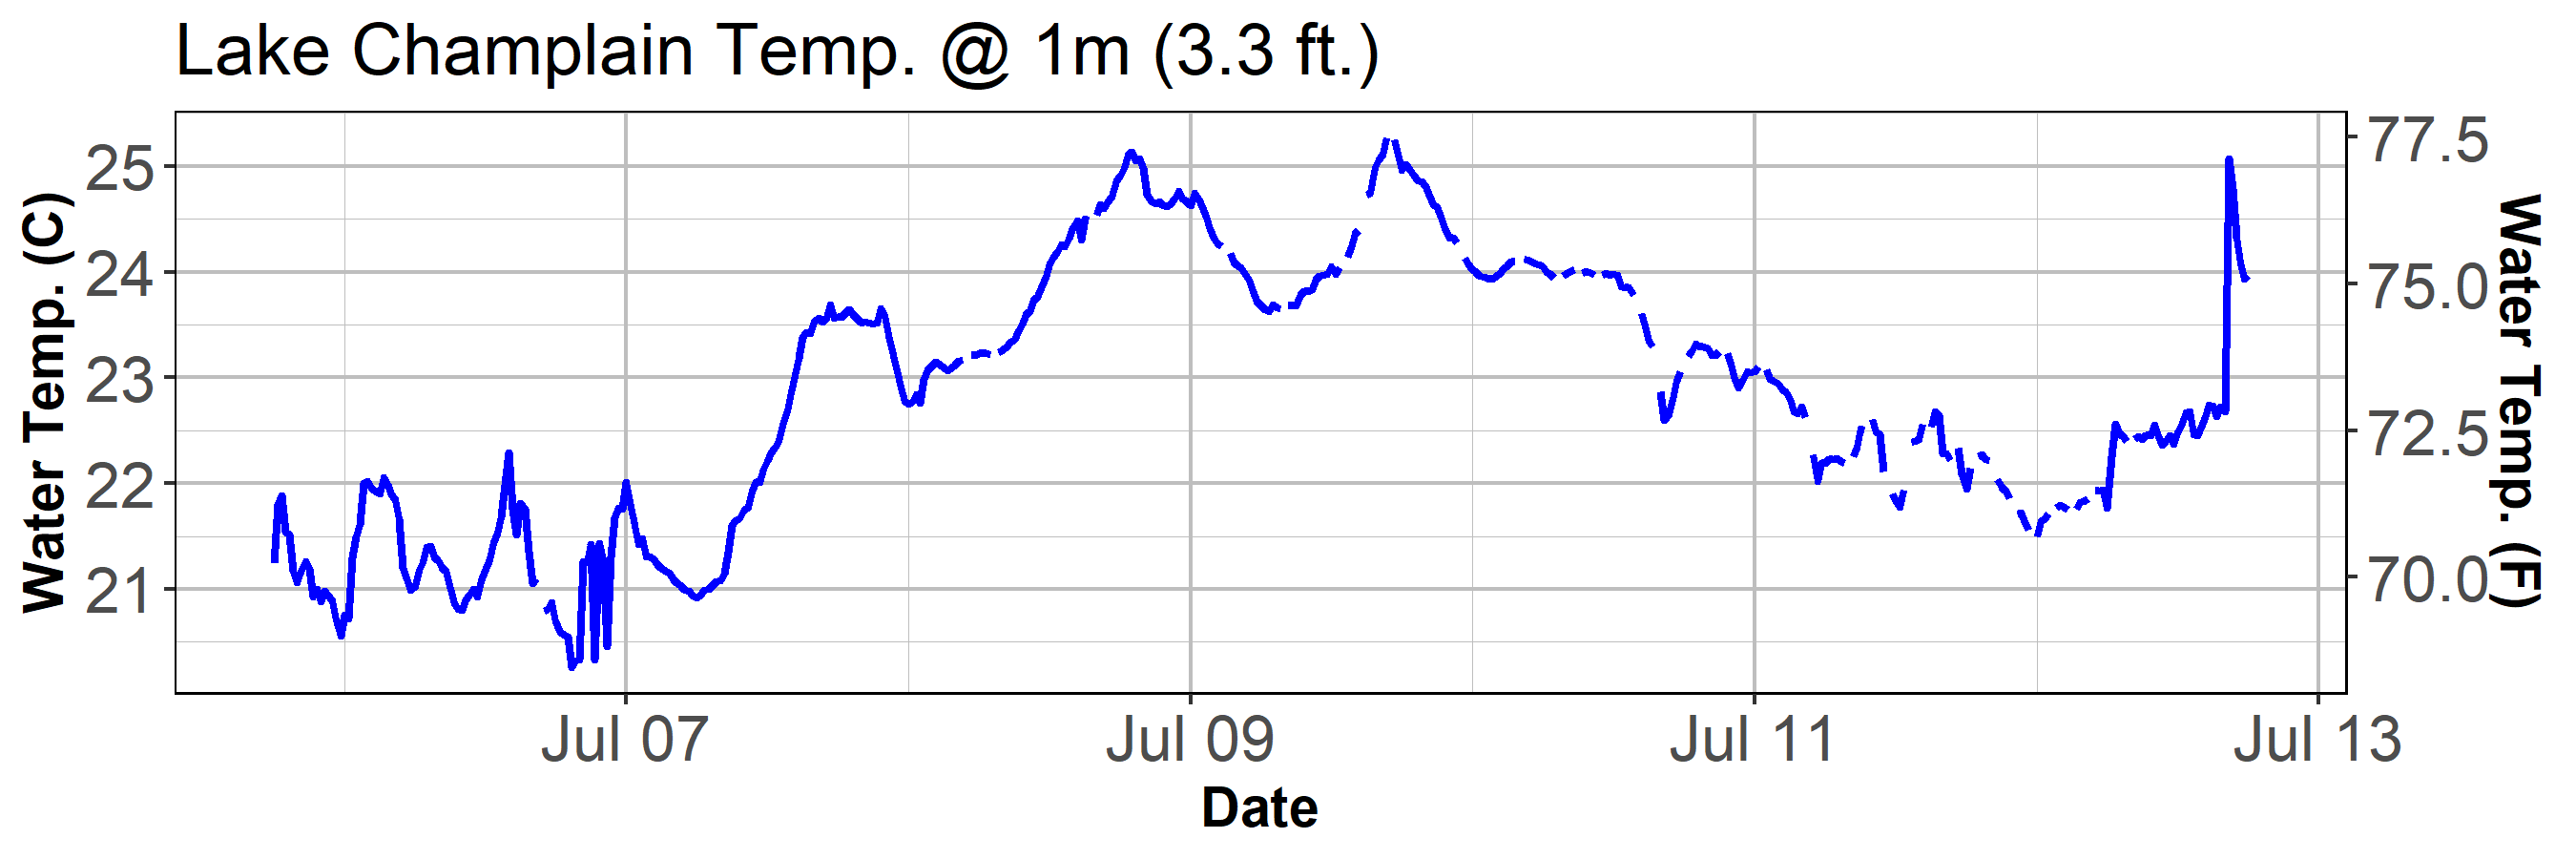 Lake Champlain Temp. @ 1m (3.3 ft.)
Water Temp. (C)
25
24
23
22
21
77.5
75.0
72.5
70.0
Water Temp. (F)
Jul 07 Jul 09 Jul 11 Jul 13
Date